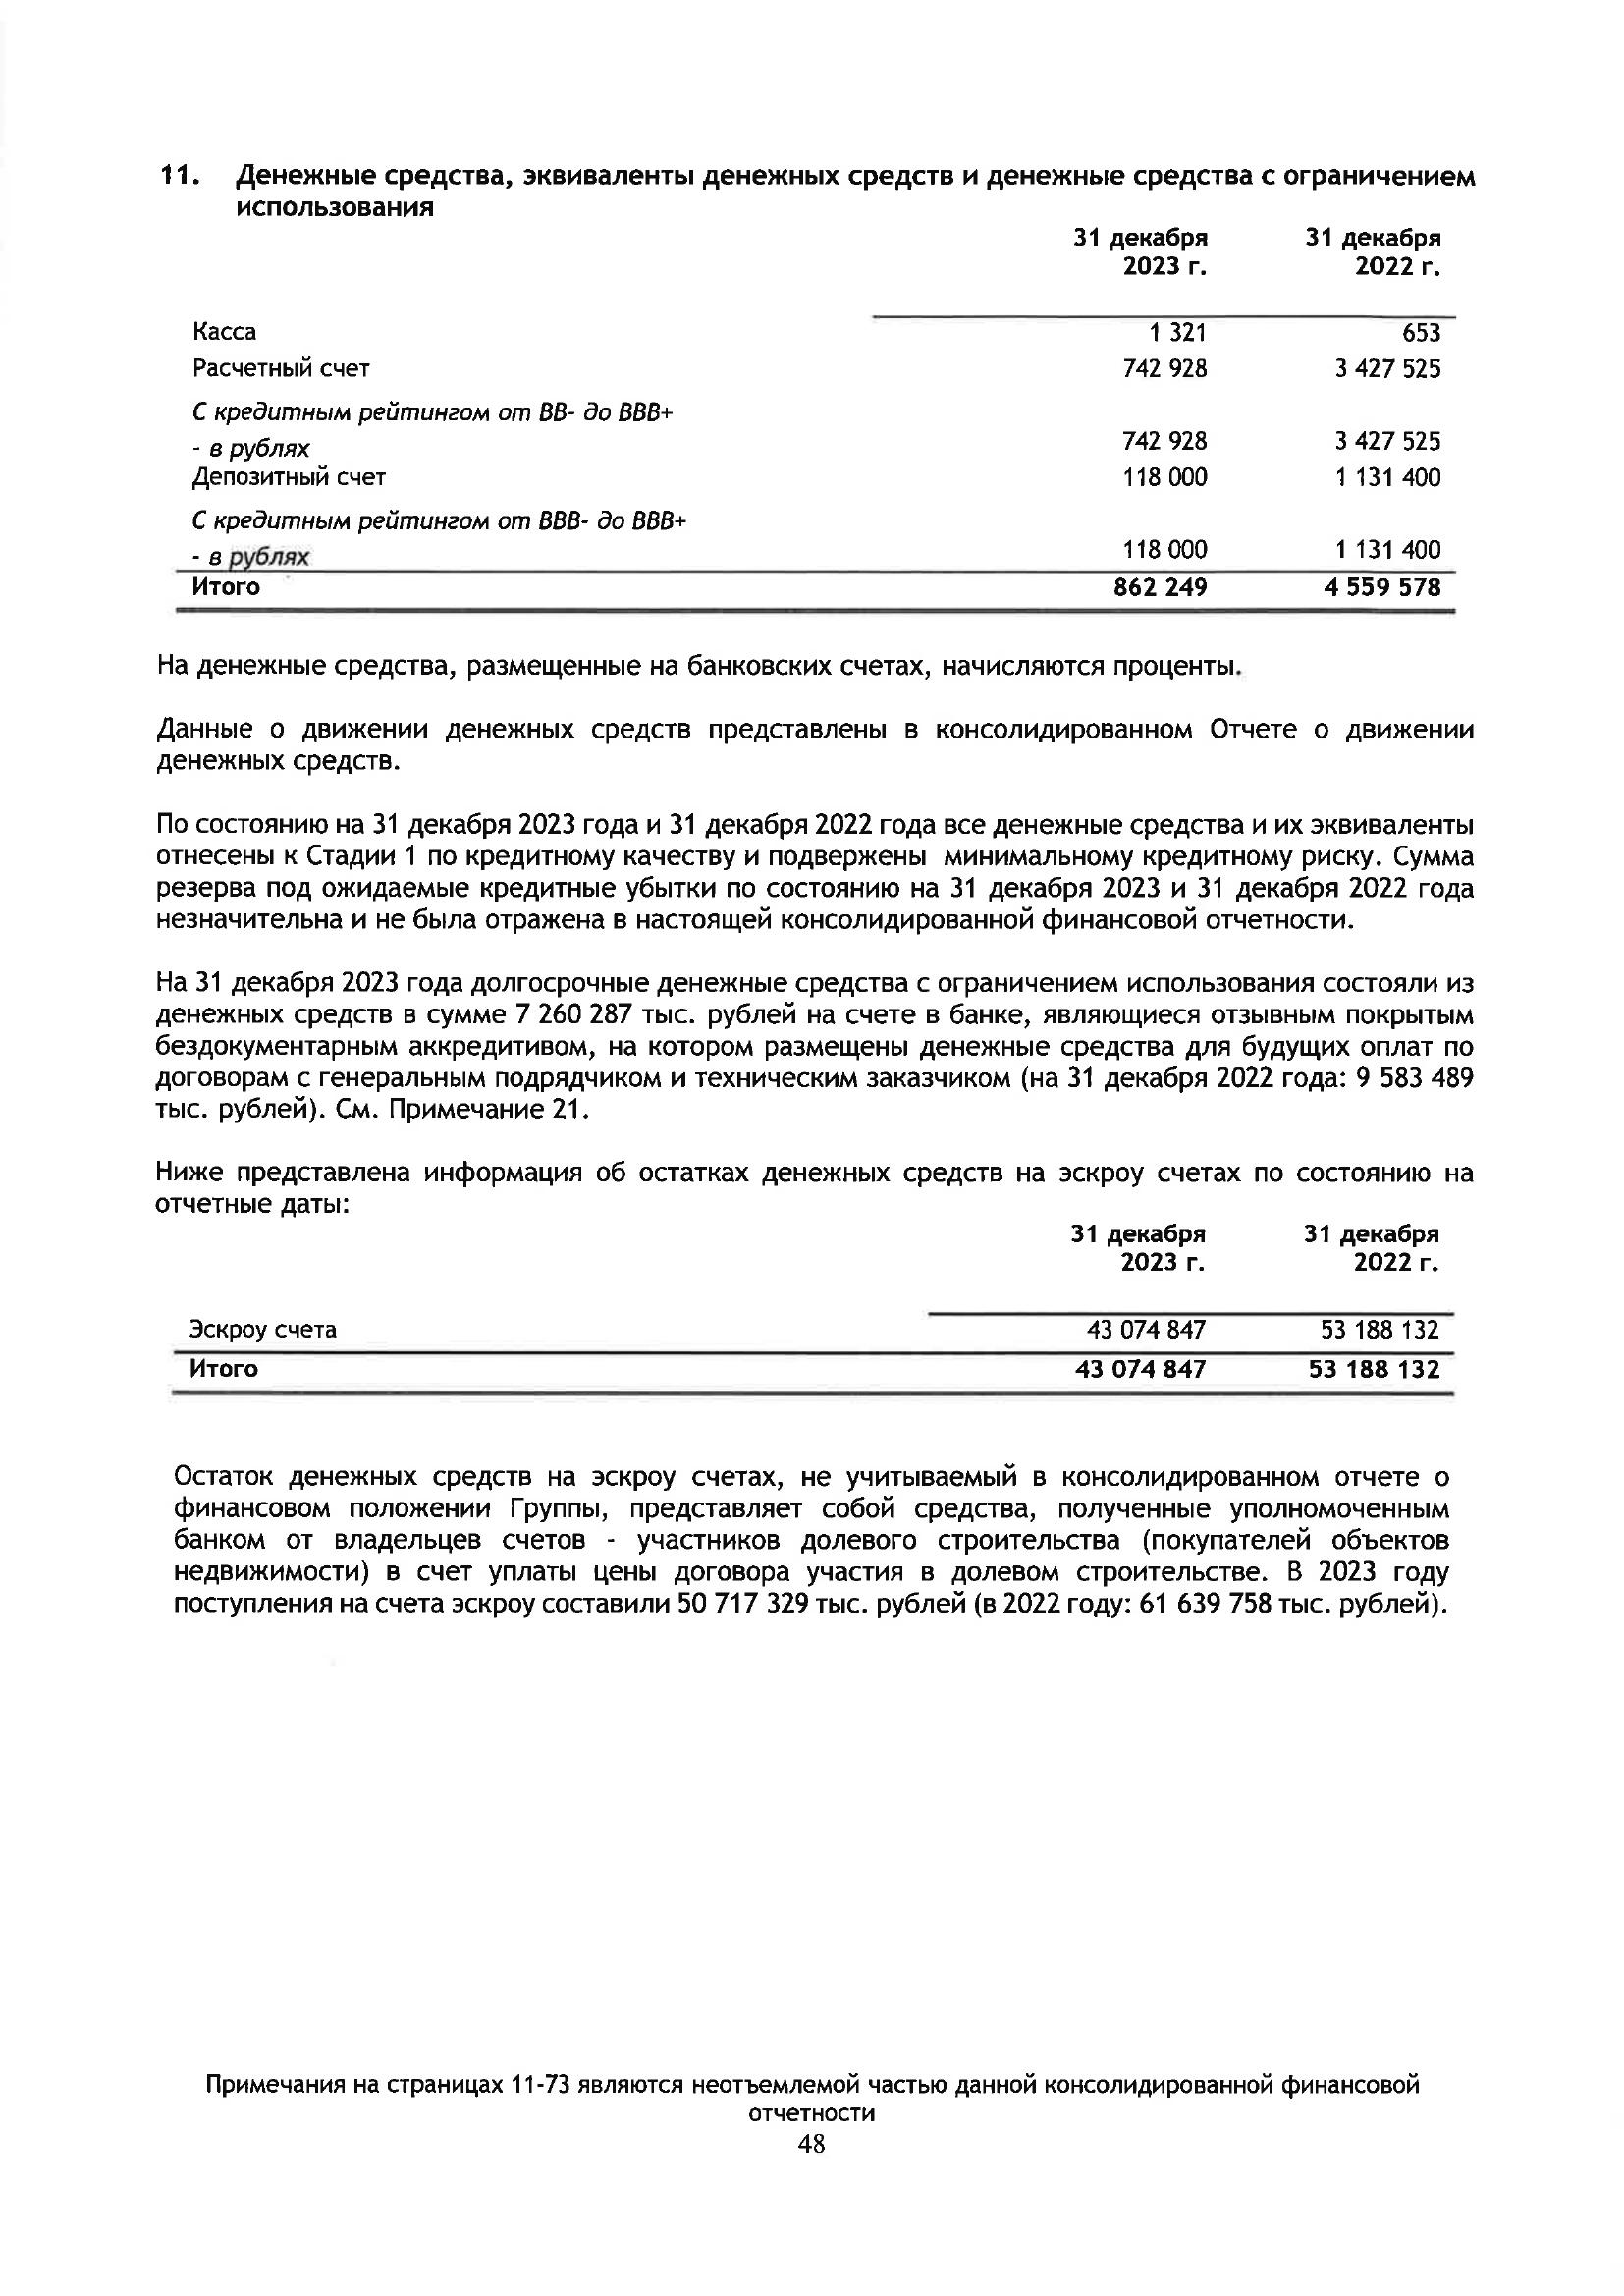 11. Денежные средства, эквиваленты денежных средств и денежные средства с ограничением
использования
31 декабря 31 декабря
2023 г. 2022 г.
Касса 1 321 653
Расчетный счет 742 928 3 427 525
С кредитным рейтингом от BB- до BBB+
- в рублях 742 928 3 427 525
Депозитный счет 118 000 1 131 400
С кредитным рейтингом от BBB- до BBB+
- в рублях 118 000 1 131 400
Итого 862 249 4 559 578
На денежные средства, размещенные на банковских счетах, начисляются проценты.
Данные о движении денежных средств представлены в консолидированном Отчете о движении
денежных средств.
По состоянию на 31 декабря 2023 года и 31 декабря 2022 года все денежные средства и их эквиваленты
отнесены к Стадии 1 по кредитному качеству и подвержены минимальному кредитному риску. Сумма
резерва под ожидаемые кредитные убытки по состоянию на 31 декабря 2023 и 31 декабря 2022 года
незначительна и не была отражена в настоящей консолидированной финансовой отчетности.
На 31 декабря 2023 года долгосрочные денежные средства с ограничением использования состояли из
денежных средств в сумме 7 260 287 тыс. рублей на счете в банке, являющиеся отзывным покрытым
бездокументарным аккредитивом, на котором размещены денежные средства для будущих оплат по
договорам с генеральным подрядчиком и техническим заказчиком (на 31 декабря 2022 года: 9 583 489
тыс. рублей). См. Примечание 21.
Ниже представлена информация об остатках денежных средств на эскроу счетах по состоянию на
отчетные даты:
31 декабря 31 декабря
2023 г. 2022 г.
Эскроу счета 43 074 847 53 188 132
Итого 43 074 847 53 188 132
Остаток денежных средств на эскроу счетах, не учитываемый в консолидированном отчете о
финансовом положении Группы, представляет собой средства, полученные уполномоченным
банком от владельцев счетов - участников долевого строительства (покупателей объектов
недвижимости) в счет уплаты цены договора участия в долевом строительстве. В 2023 году
поступления на счета эскроу составили 50 717 329 тыс. рублей (в 2022 году: 61 639 758 тыс. рублей).
Примечания на страницах 11-73 являются неотъемлемой частью данной консолидированной финансовой
отчетности
48